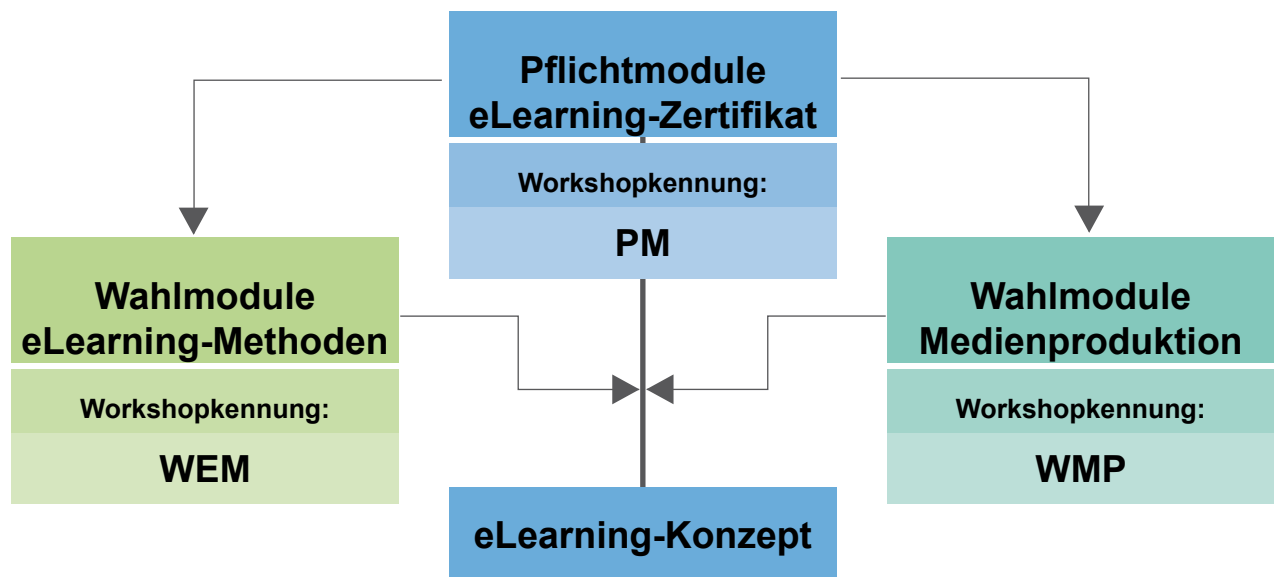 Pflichtmodule
eLearning-Zertifikat
Workshopkennung:
PM
Wahlmodule
eLearning-Methoden
Workshopkennung:
WEM
Wahlmodule
Medienproduktion
Workshopkennung:
WMP
eLearning-Konzept